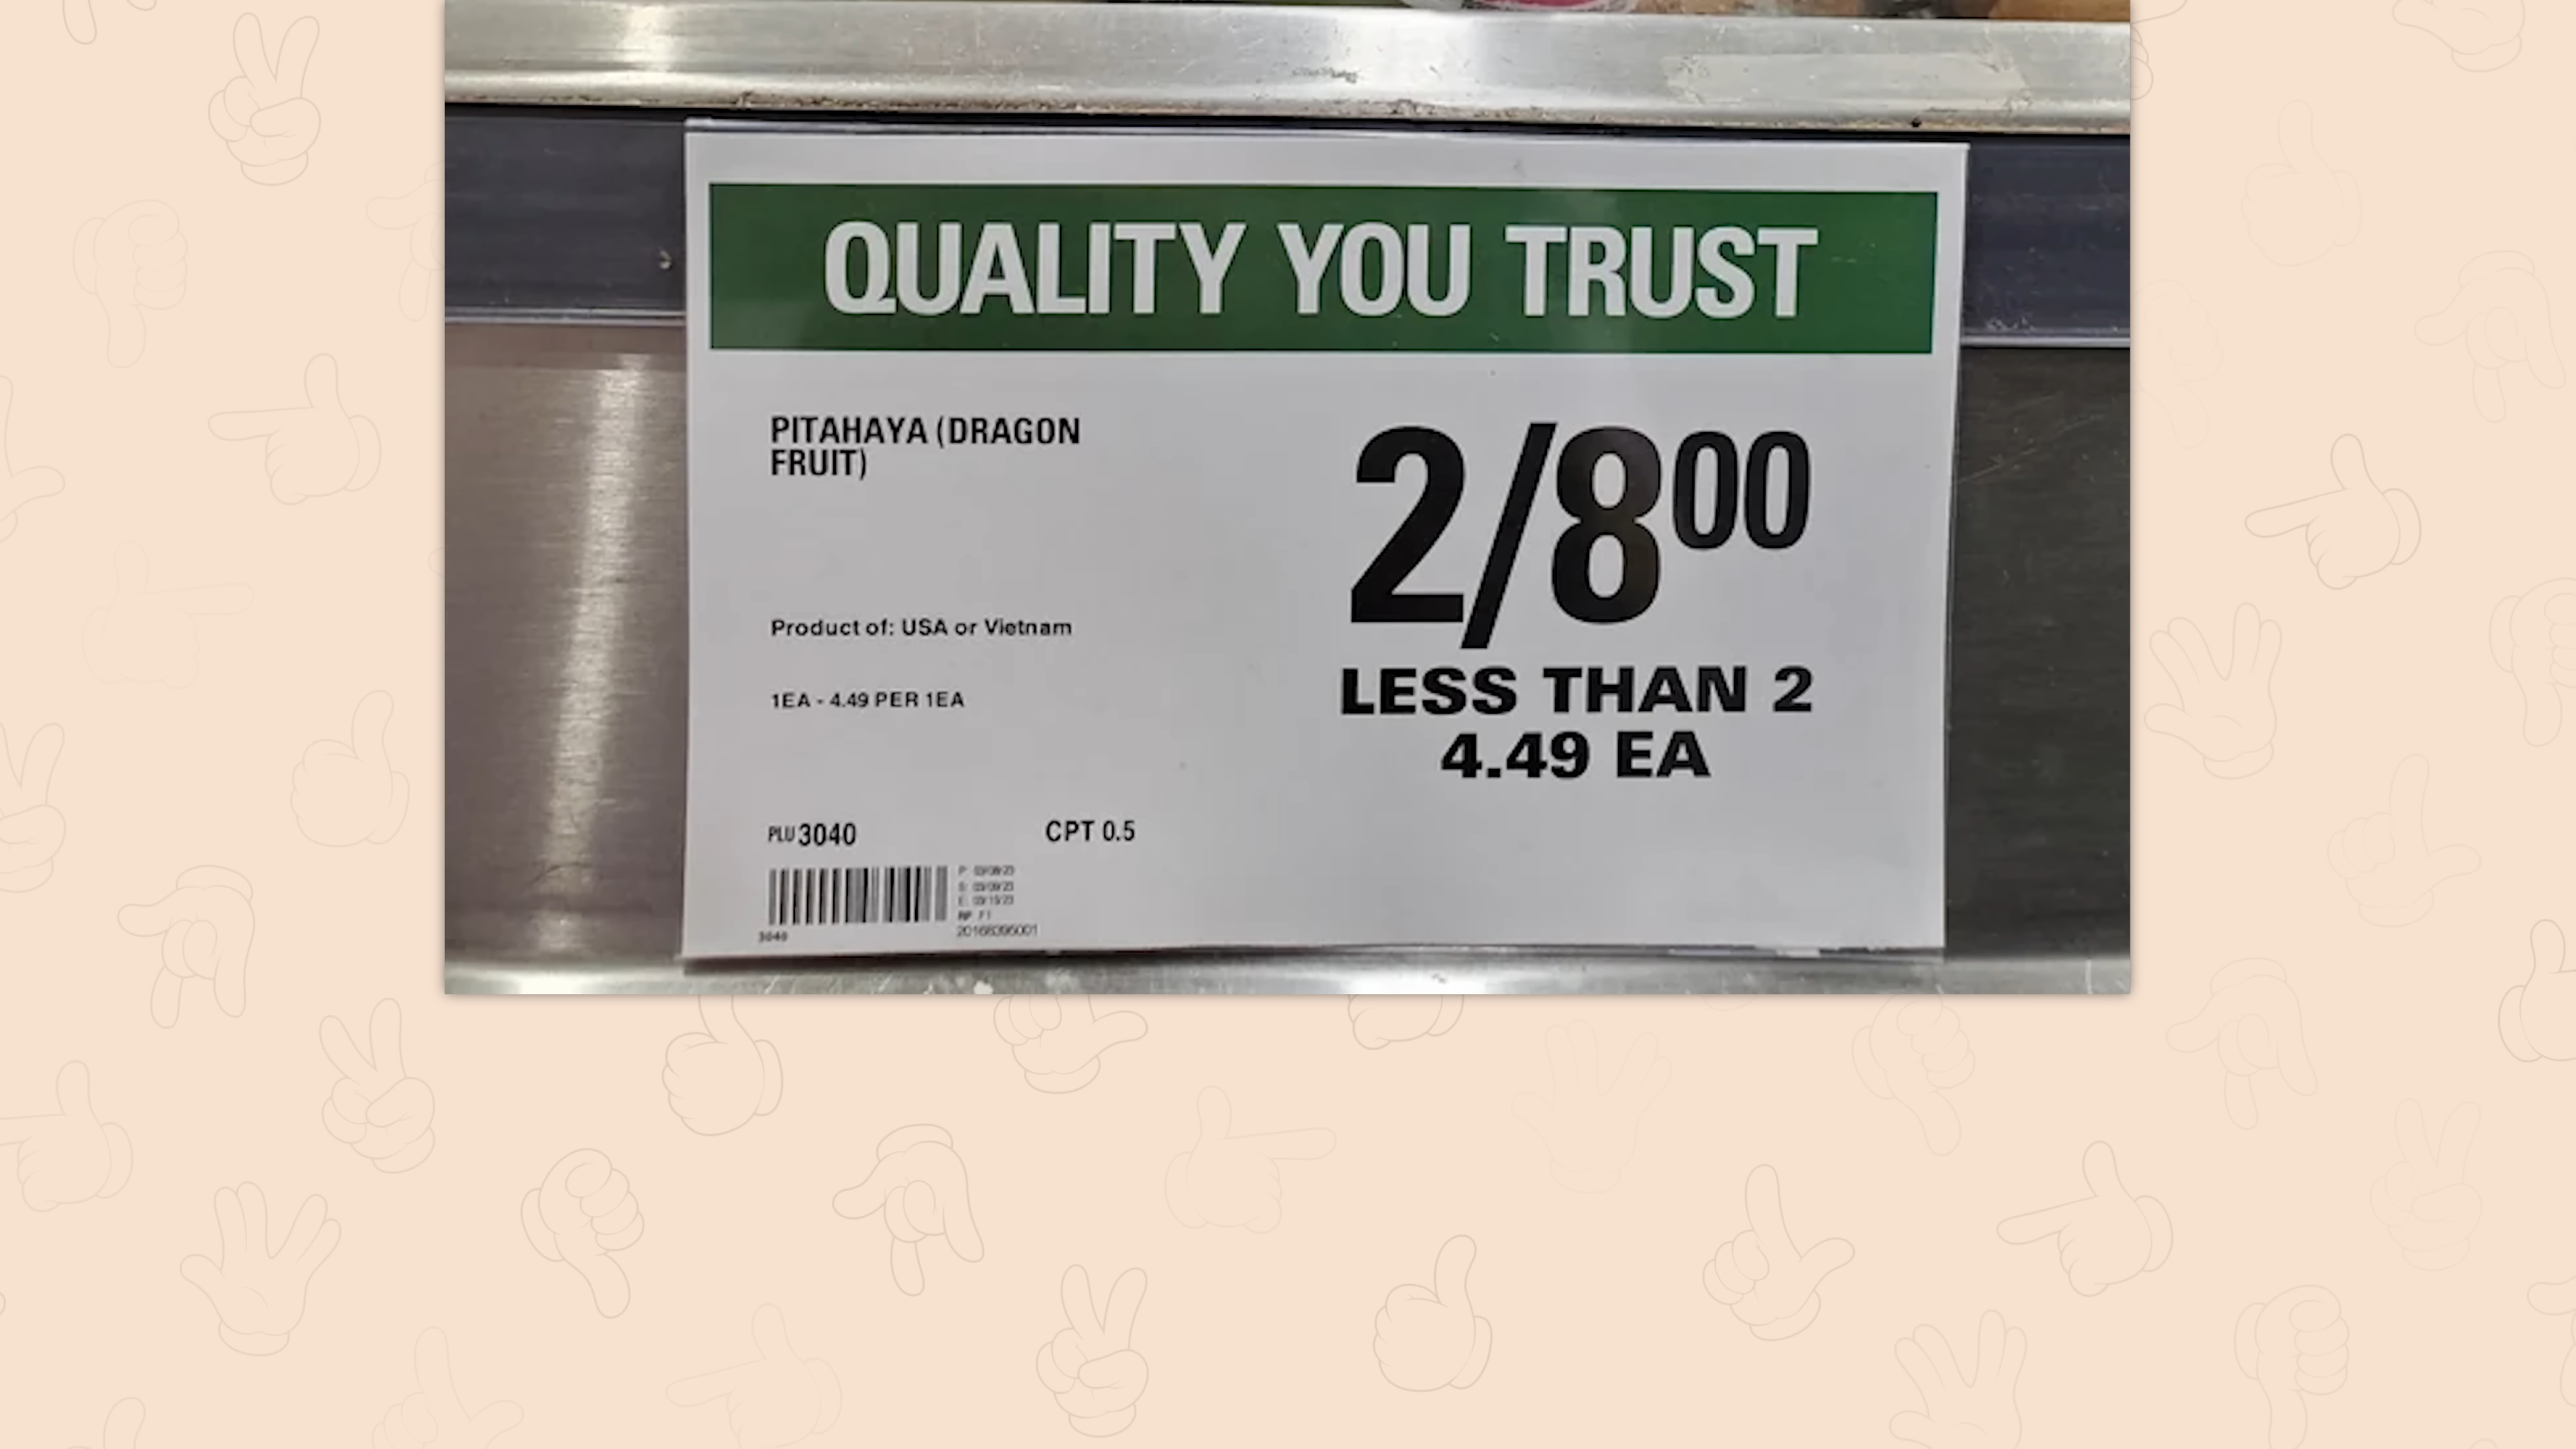 QUALITY YOU TRUST
PITAHAYA (DRAGON
FRUIT)
2/8⁰⁰
LESS THAN 2
4.49 EA
Product of: USA or Vietnam
1EA - 4.49 PER 1EA
PLU 3040
CPT 0.5
3040